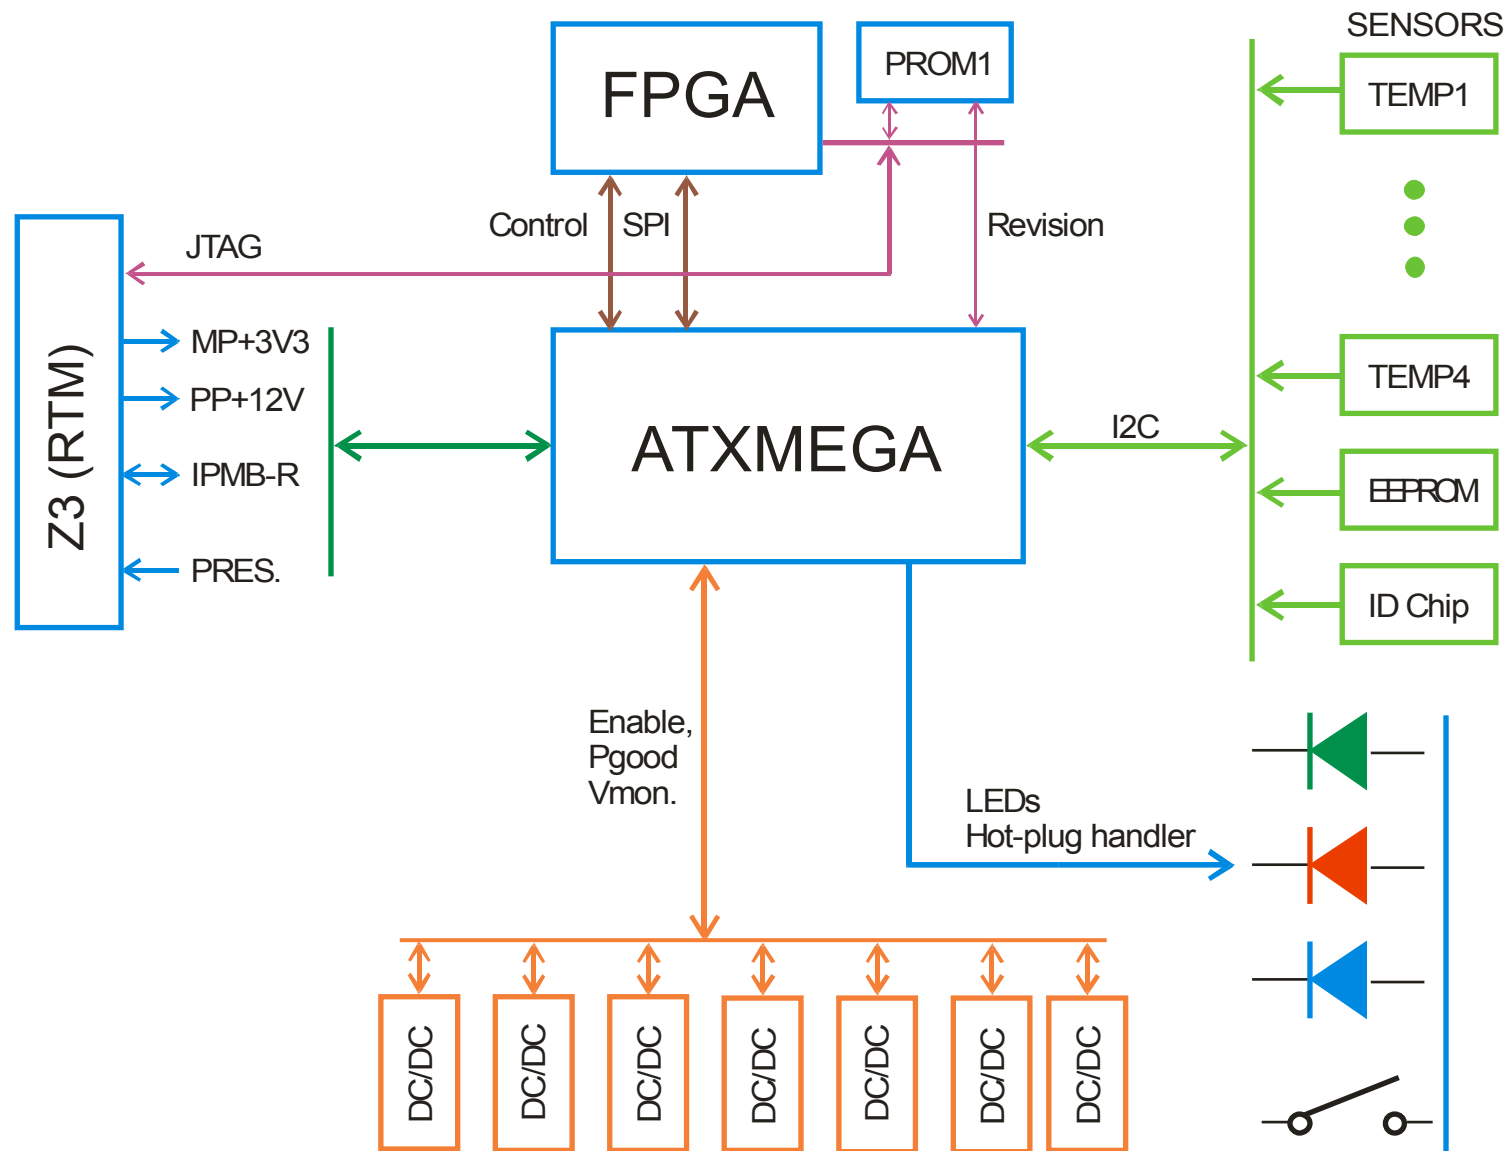 SENSORS
FPGA
PROM1
TEMP1
Control
SPI
Revision
JTAG
MP+3V3
PP+12V
IPMB-R
PRES.
Z3 (RTM)
ATXMEGA
I2C
TEMP4
EEPROM
ID Chip
Enable,
Pgood
Vmon.
LEDs
Hot-plug handler
DC/DC
DC/DC
DC/DC
DC/DC
DC/DC
DC/DC
DC/DC